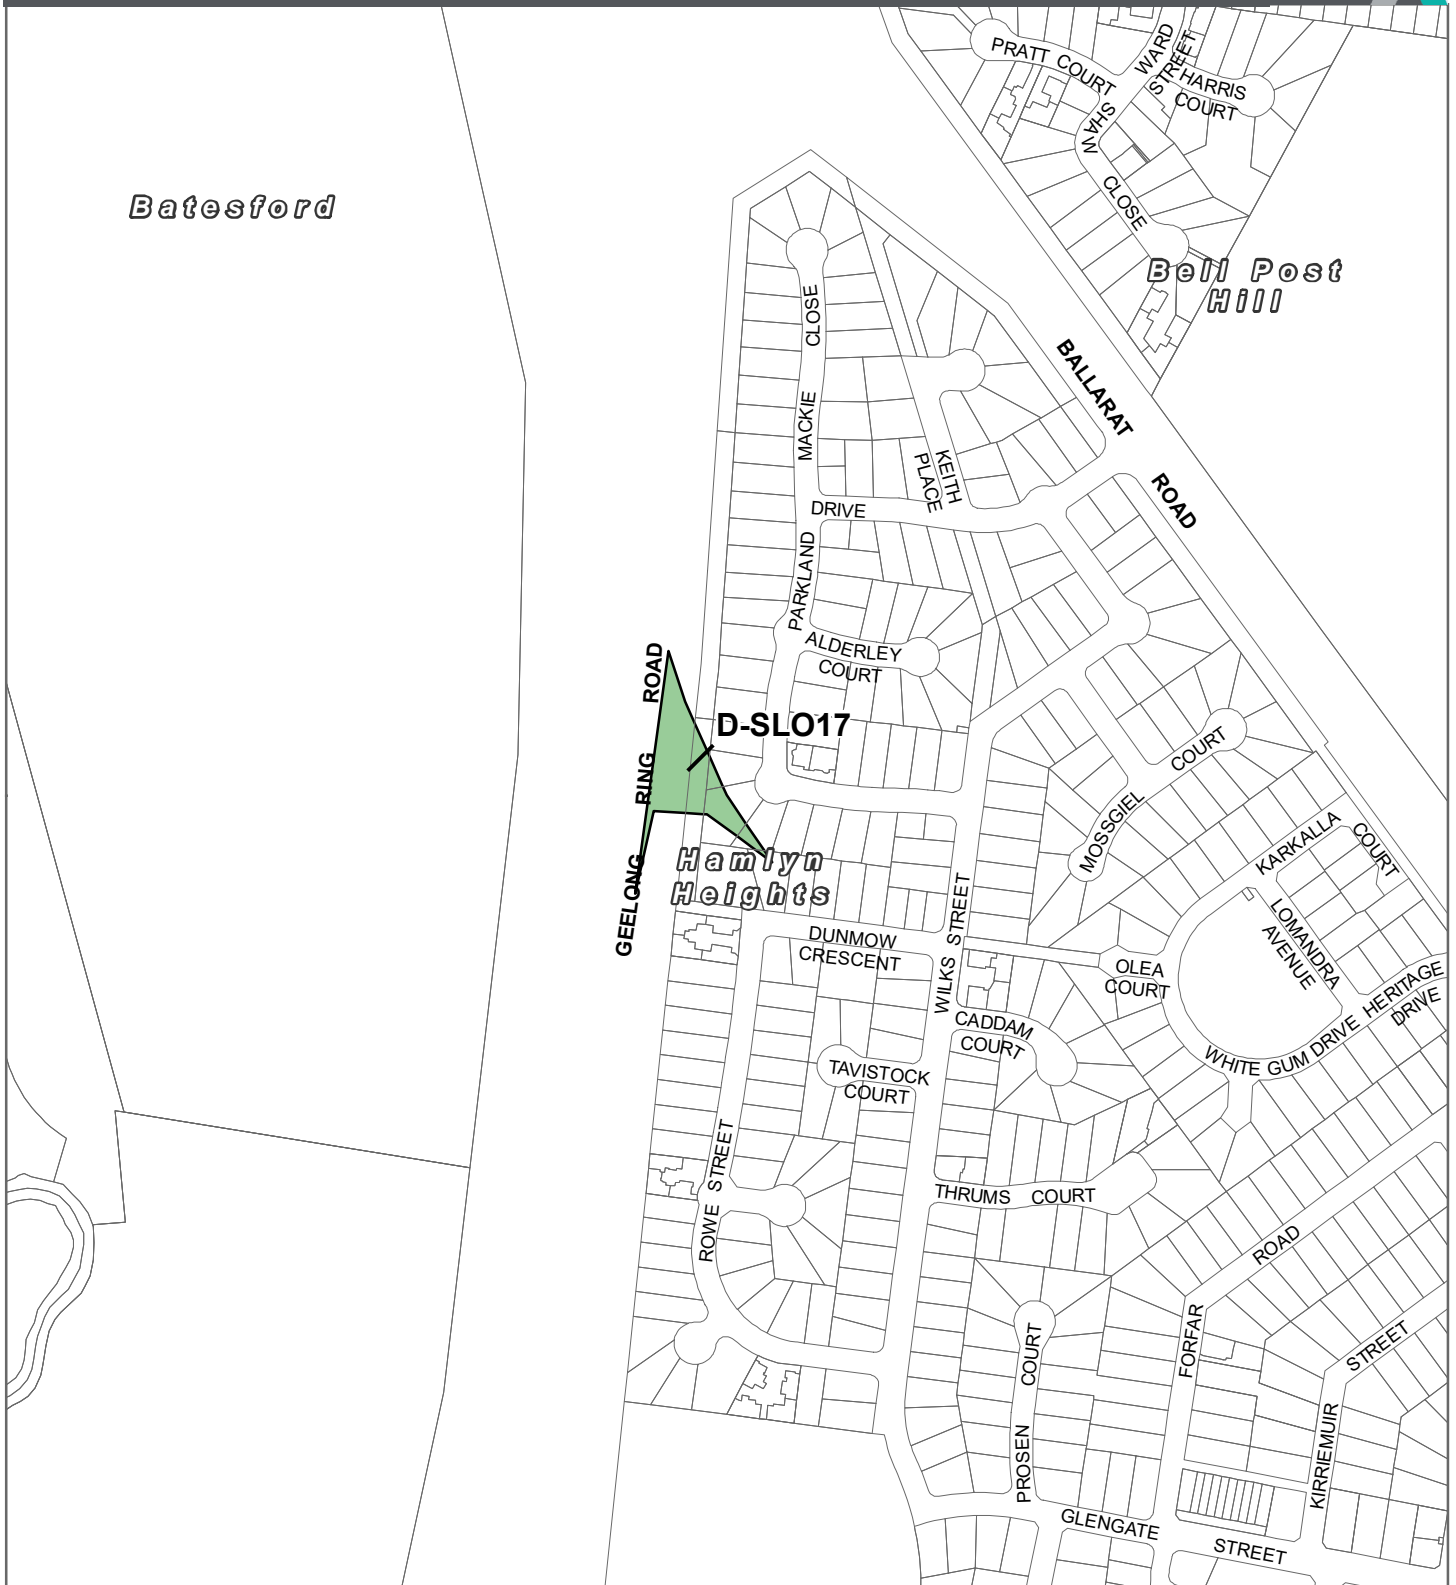 PRATT COURT
WARD
STREET
HARRIS
COURT
SHAW
CLOSE
Batesford
Bell Post
Hill
MACKIE CLOSE
BALLARAT
ROAD
KEITH
PLACE
DRIVE
PARKLAND
ALDERLEY
COURT
D-SLO17
GEELONG RING ROAD
MOSSGIEL COURT
KARKALLA
COURT
Hamlyn
Heights
LOMANDRA
AVENUE
DUNMOW
CRESCENT
WILKS STREET
OLEA
COURT
HERITAGE
DRIVE
CADDAM
COURT
WHITE GUM DRIVE
TAVISTOCK
COURT
ROWE STREET
THRUMS COURT
FORFAR ROAD
PROSEN COURT
KIRRIEMUIR STREET
GLENGATE STREET